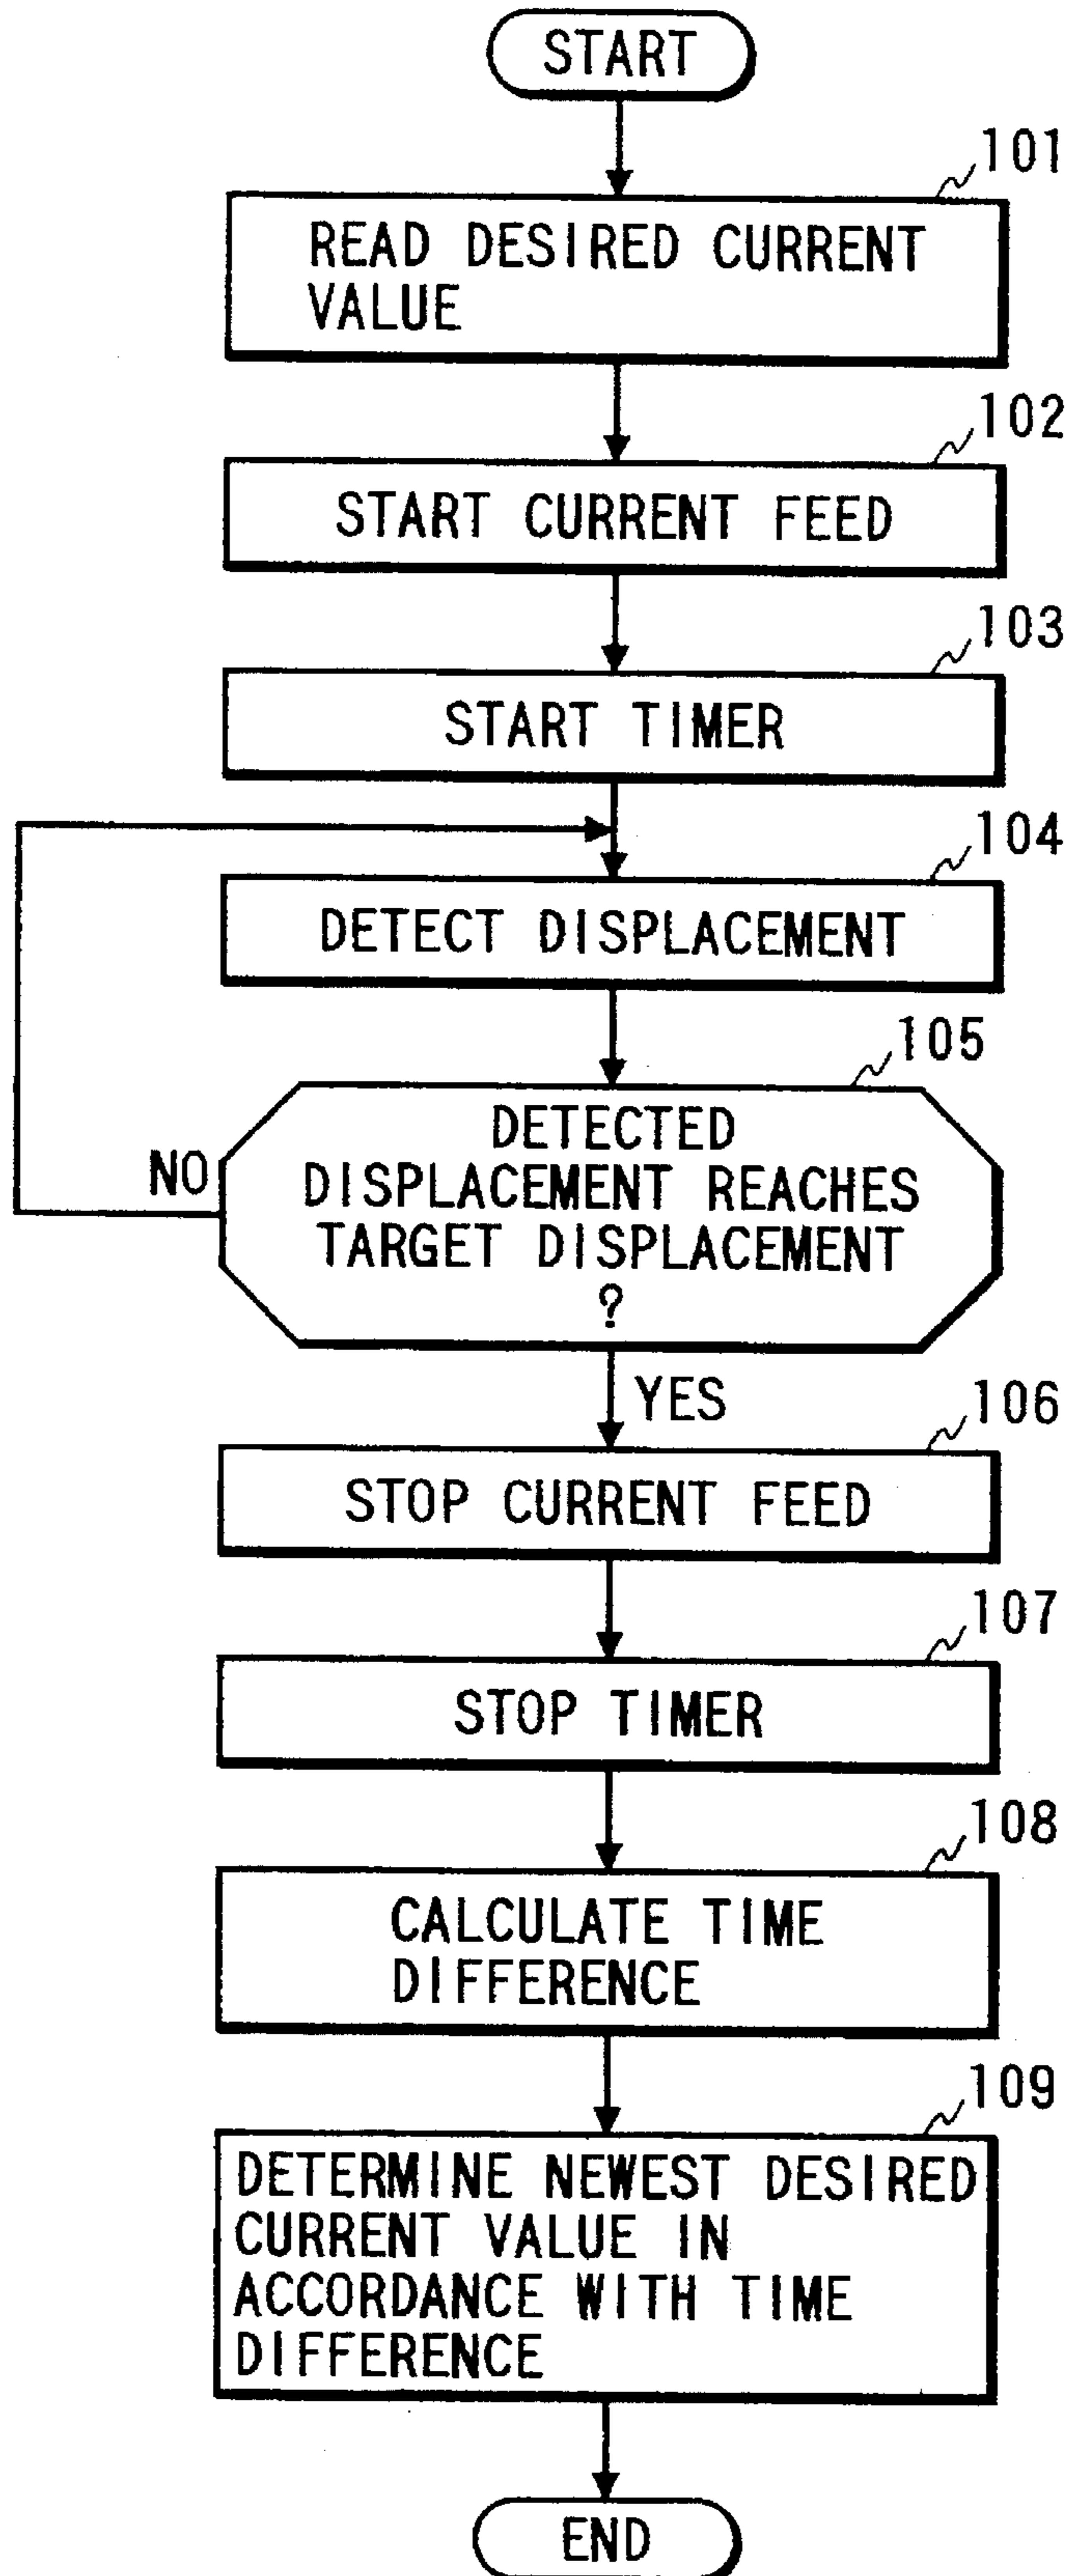 START
101
READ DESIRED CURRENT
VALUE
102
START CURRENT FEED
103
START TIMER
104
DETECT DISPLACEMENT
105
DETECTED
DISPLACEMENT REACHES
TARGET DISPLACEMENT
?
NO
YES
106
STOP CURRENT FEED
107
STOP TIMER
108
CALCULATE TIME
DIFFERENCE
109
DETERMINE NEWEST DESIRED
CURRENT VALUE IN
ACCORDANCE WITH TIME
DIFFERENCE
END